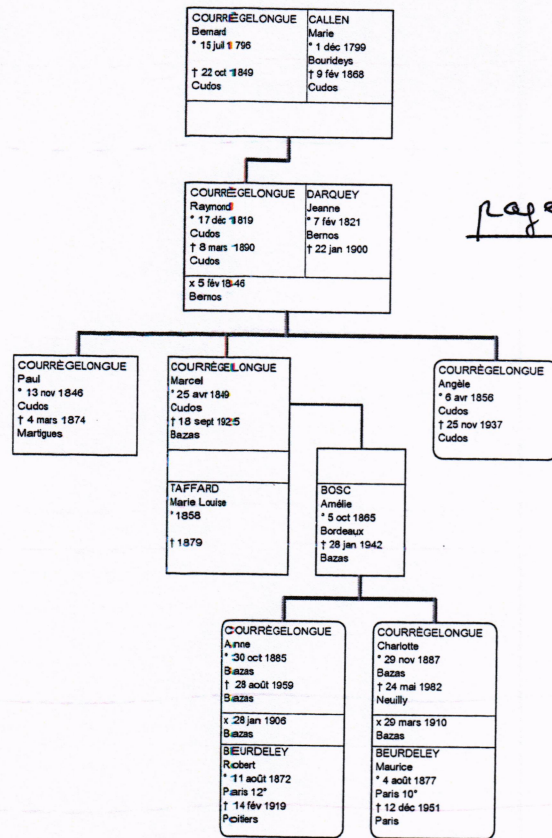 COURRÈGELONGUE
Bernard
° 15 juil 1796
† 22 oct 1849
Cudos
CALLEN
Marie
° 1 déc 1799
Bourideys
† 9 fév 1868
Cudos
COURRÈGELONGUE
Raymond
° 17 déc 1819
Cudos
† 8 mars 1890
Cudos
DARQUEY
Jeanne
° 7 fév 1821
Bernos
† 22 jan 1900
x 5 fév 1846
Bernos
page
COURRÈGELONGUE
Paul
° 13 nov 1846
Cudos
† 4 mars 1874
Martigues
COURRÈGELONGUE
Marcel
° 25 avr 1849
Cudos
† 18 sept 1925
Bazas
TAFFARD
Marie Louise
° 1858
† 1879
BOSC
Amélie
° 5 oct 1865
Bordeaux
† 28 jan 1942
Bazas
COURRÈGELONGUE
Angèle
° 6 avr 1856
Cudos
† 25 nov 1937
Cudos
COURRÈGELONGUE
Anne
° 30 oct 1885
Bazas
† 28 août 1959
Bazas
x 28 jan 1906
Bazas
BEURDELEY
Robert
° 11 août 1872
Paris 12°
† 14 fév 1919
Poitiers
COURRÈGELONGUE
Charlotte
° 29 nov 1887
Bazas
† 24 mai 1982
Neuilly
x 29 mars 1910
Bazas
BEURDELEY
Maurice
° 4 août 1877
Paris 10°
† 12 déc 1951
Paris